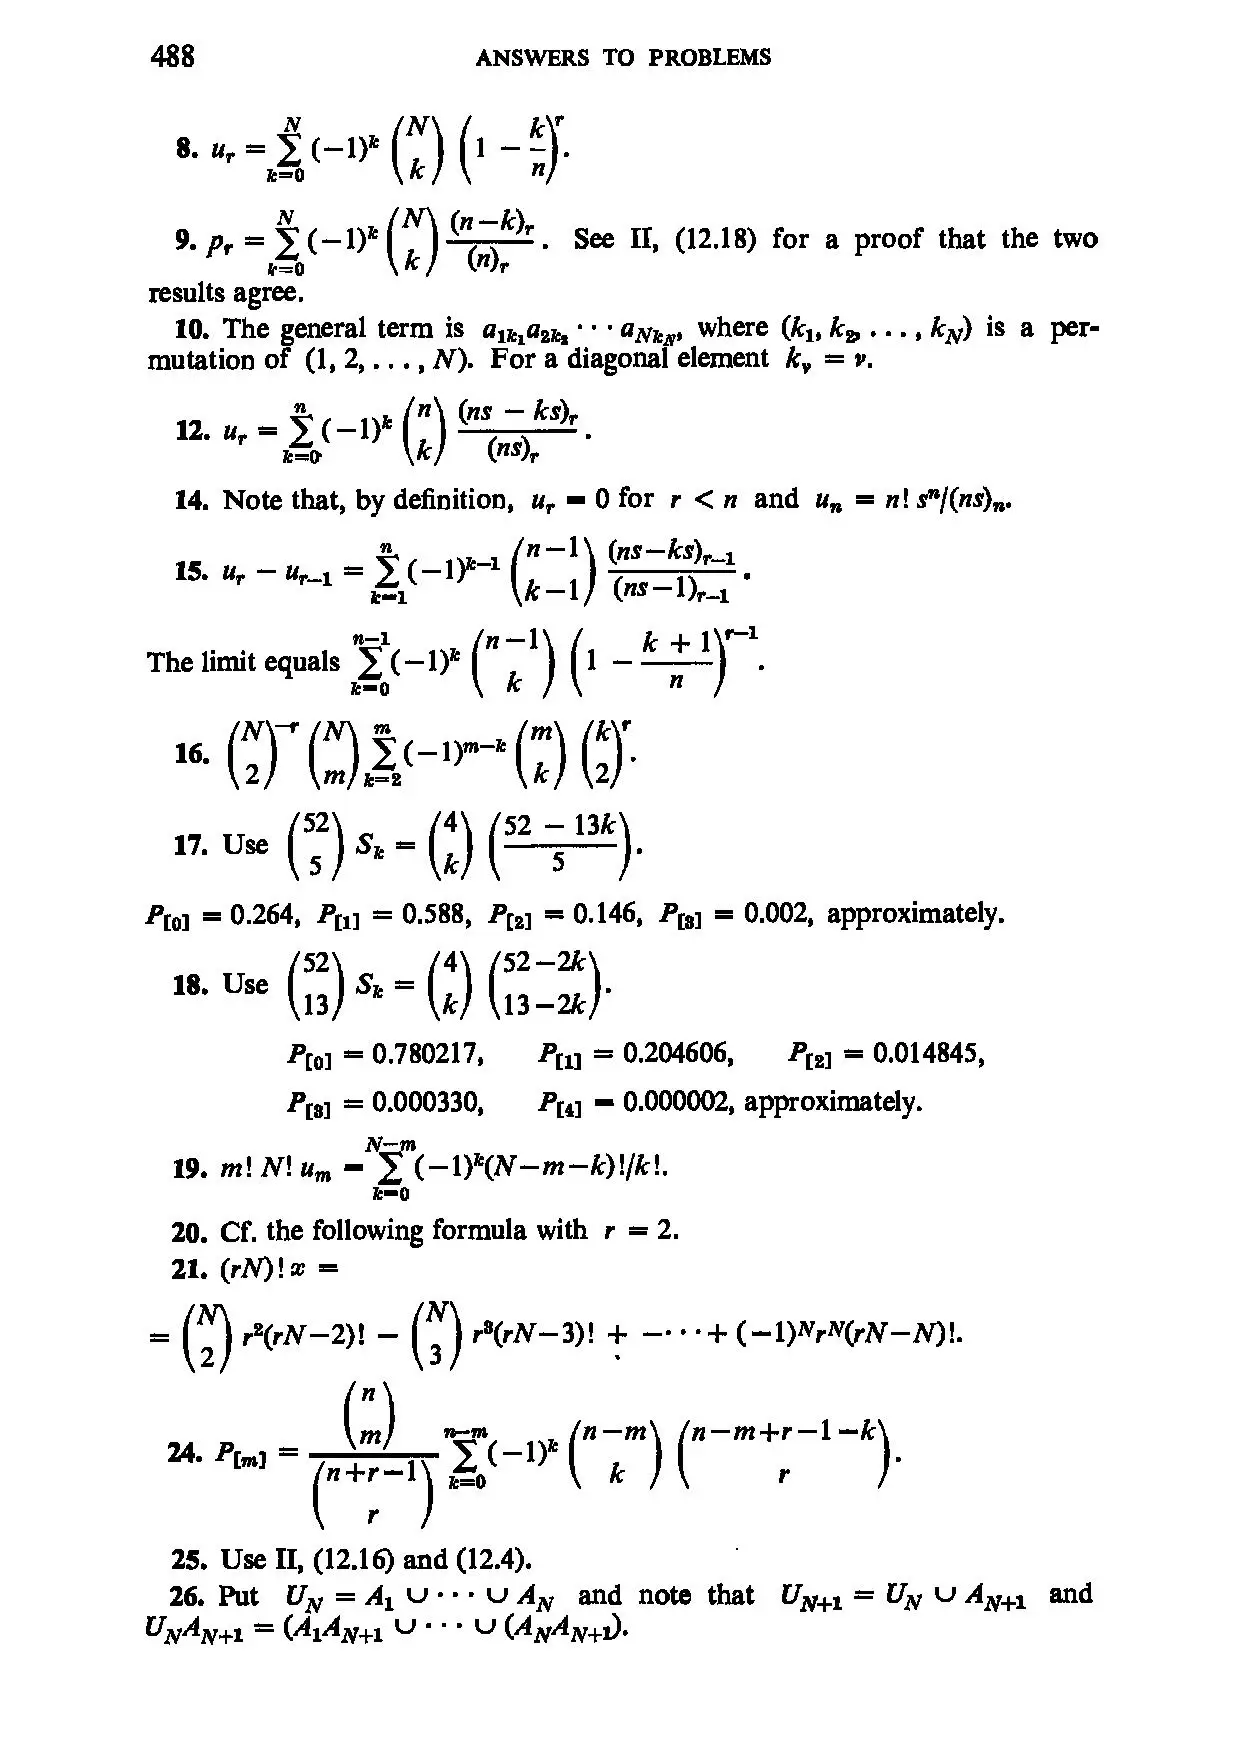 488 ANSWERS TO PROBLEMS
8. $u_r = \sum_{k=0}^{N} (-1)^k \binom{N}{k} \left(1 - \frac{k}{n}\right)^r.$
9. $p_r = \sum_{k=0}^{N} (-1)^k \binom{N}{k} \frac{(n-k)_r}{(n)_r}.$ See II, (12.18) for a proof that the two
results agree.
10. The general term is $a_{1k_1} a_{2k_2} \cdots a_{Nk_N}$, where $(k_1, k_2, \ldots, k_N)$ is a per-
mutation of $(1, 2, \ldots, N)$. For a diagonal element $k_\nu = \nu$.
12. $u_r = \sum_{k=0}^{n} (-1)^k \binom{n}{k} \frac{(ns - ks)_r}{(ns)_r}.$
14. Note that, by definition, $u_r = 0$ for $r < n$ and $u_n = n!\, s^n/(ns)_n$.
15. $u_r - u_{r-1} = \sum_{k=1}^{n} (-1)^{k-1} \binom{n-1}{k-1} \frac{(ns-ks)_{r-1}}{(ns-1)_{r-1}}.$
The limit equals $\sum_{k=0}^{n-1} (-1)^k \binom{n-1}{k} \left(1 - \frac{k+1}{n}\right)^{r-1}.$
16. $\binom{N}{2}^{-r} \binom{N}{m} \sum_{k=2}^{m} (-1)^{m-k} \binom{m}{k} \binom{k}{2}^r.$
17. Use $\binom{52}{5} S_k = \binom{4}{k} \left(\frac{52 - 13k}{5}\right).$
$P_{[0]} = 0.264$, $P_{[1]} = 0.588$, $P_{[2]} = 0.146$, $P_{[3]} = 0.002$, approximately.
18. Use $\binom{52}{13} S_k = \binom{4}{k} \binom{52-2k}{13-2k}.$
$P_{[0]} = 0.780217$, $P_{[1]} = 0.204606$, $P_{[2]} = 0.014845$,
$P_{[3]} = 0.000330$, $P_{[4]} = 0.000002$, approximately.
19. $m!\, N!\, u_m = \sum_{k=0}^{N-m} (-1)^k (N-m-k)!/k!.$
20. Cf. the following formula with $r = 2$.
21. $(rN)!\, x =$
$= \binom{N}{2} r^2 (rN-2)! - \binom{N}{3} r^3 (rN-3)! + - \cdots + (-1)^N r^N (rN-N)!.$
24. $P_{[m]} = \frac{\binom{n}{m}}{\binom{n+r-1}{r}} \sum_{k=0}^{n-m} (-1)^k \binom{n-m}{k} \binom{n-m+r-1-k}{r}.$
25. Use II, (12.16) and (12.4).
26. Put $U_N = A_1 \cup \cdots \cup A_N$ and note that $U_{N+1} = U_N \cup A_{N+1}$ and
$U_N A_{N+1} = (A_1 A_{N+1} \cup \cdots \cup (A_N A_{N+1}).$